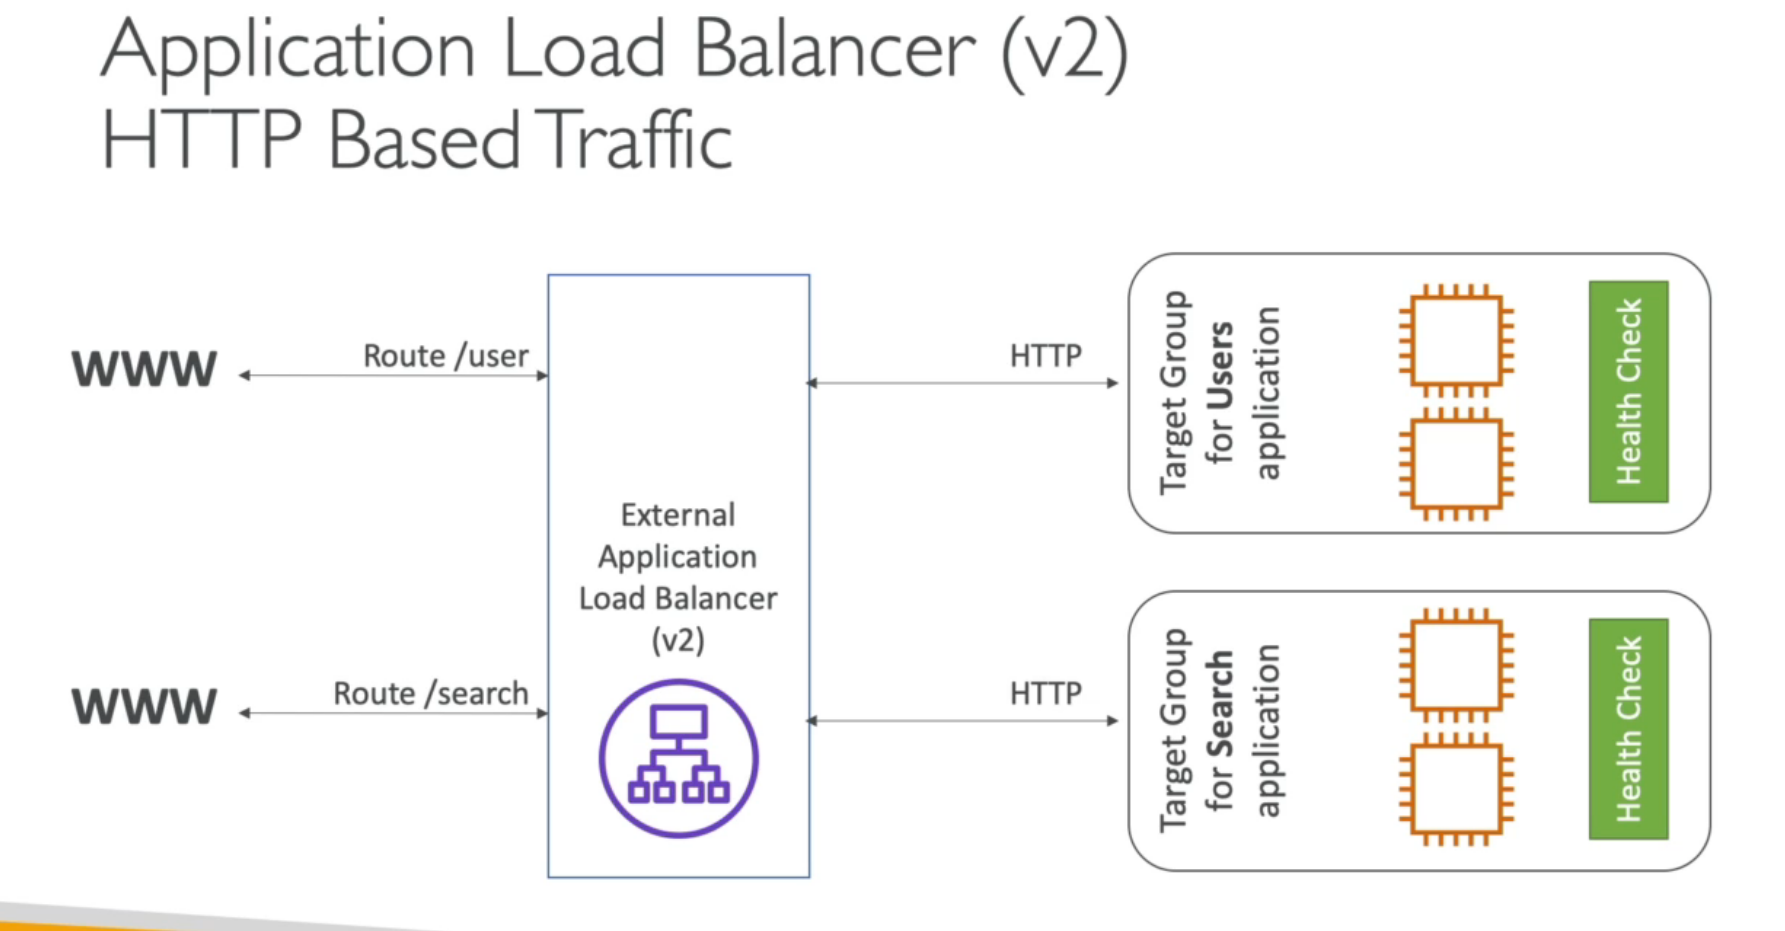 Application Load Balancer (v2)
HTTP Based Traffic
WWW
Route /user
HTTP
Target Group
for Users
application
Health Check
External
Application
Load Balancer
(v2)
WWW
Route /search
HTTP
Target Group
for Search
application
Health Check